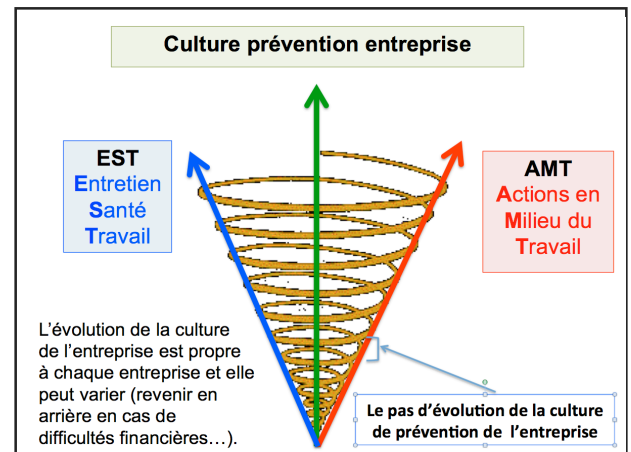 Culture prévention entreprise
EST
Entretien
Santé
Travail
AMT
Actions en
Milieu du
Travail
L’évolution de la culture
de l’entreprise est propre
à chaque entreprise et elle
peut varier (revenir en
arrière en cas de
difficultés financières…).
Le pas d’évolution de la culture
de prévention de l’entreprise